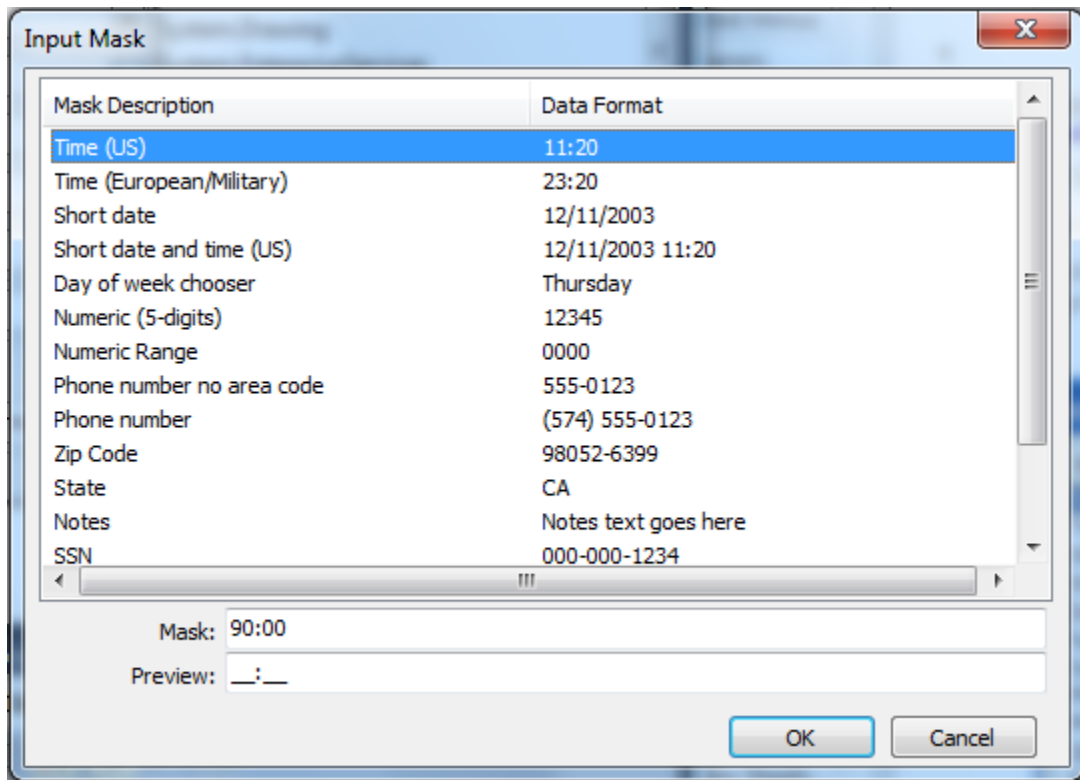 Input Mask
Mask Description Data Format
Time (US) 11:20
Time (European/Military) 23:20
Short date 12/11/2003
Short date and time (US) 12/11/2003 11:20
Day of week chooser Thursday
Numeric (5-digits) 12345
Numeric Range 0000
Phone number no area code 555-0123
Phone number (574) 555-0123
Zip Code 98052-6399
State CA
Notes Notes text goes here
SSN 000-000-1234
Mask: 90:00
Preview: __:__
OK Cancel